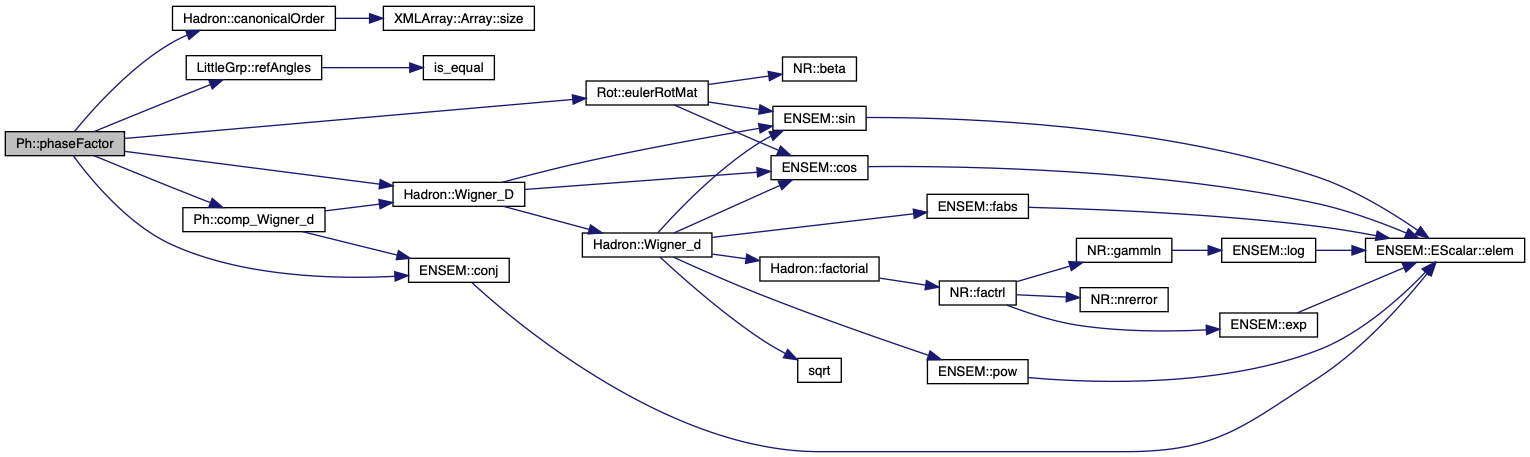 Ph::phaseFactor
Hadron::canonicalOrder
XMLArray::Array::size
LittleGrp::refAngles
is_equal
Rot::eulerRotMat
NR::beta
ENSEM::sin
ENSEM::cos
Hadron::Wigner_D
Ph::comp_Wigner_d
ENSEM::conj
Hadron::Wigner_d
ENSEM::fabs
Hadron::factorial
NR::factrl
NR::gammln
ENSEM::log
NR::nrerror
ENSEM::exp
ENSEM::EScalar::elem
ENSEM::pow
sqrt